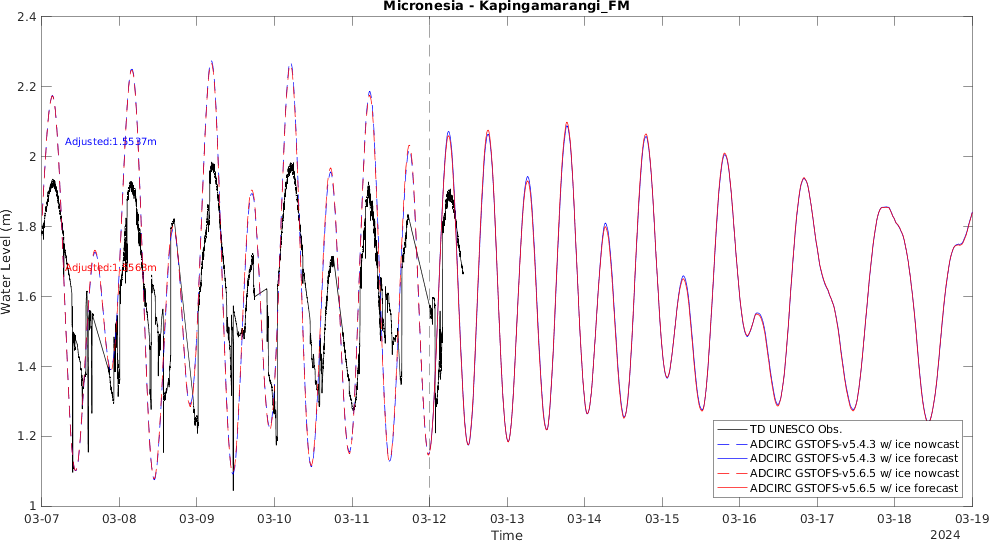 Micronesia - Kapingamarangi_FM
2.4
2.2
2
1.8
1.6
1.4
1.2
1
Water Level (m)
Adjusted:1.5537m
TD UNESCO Obs.
ADCIRC GSTOFS-v5.4.3 w/ ice nowcast
ADCIRC GSTOFS-v5.4.3 w/ ice forecast
ADCIRC GSTOFS-v5.6.5 w/ ice nowcast
ADCIRC GSTOFS-v5.6.5 w/ ice forecast
03-07 03-08 03-09 03-10 03-11 03-12 03-13 03-14 03-15 03-16 03-17 03-18 03-19
Time
2024